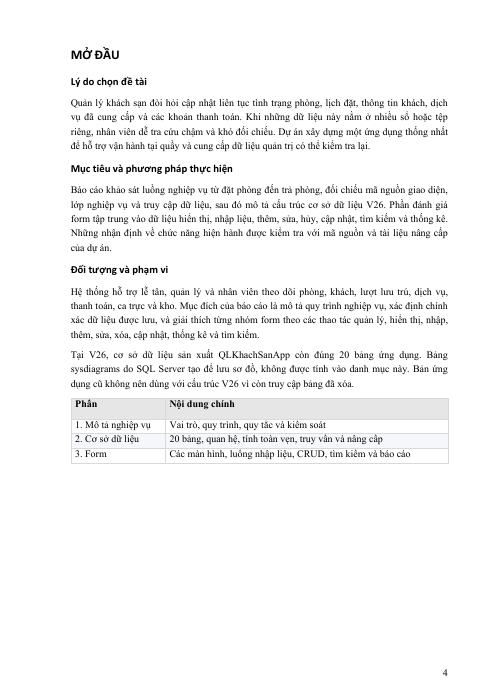 MỞ ĐẦU
Lý do chọn đề tài
Quản lý khách sạn đòi hỏi cập nhật liên tục tình trạng phòng, lịch đặt, thông tin khách, dịch
vụ đã cung cấp và các khoản thanh toán. Khi những dữ liệu này nằm ở nhiều sổ hoặc tệp
riêng, nhân viên dễ tra cứu chậm và khó đối chiếu. Dự án xây dựng một ứng dụng thống nhất
để hỗ trợ vận hành tại quầy và cung cấp dữ liệu quản trị có thể kiểm tra lại.
Mục tiêu và phương pháp thực hiện
Báo cáo khảo sát luồng nghiệp vụ từ đặt phòng đến trả phòng, đối chiếu mã nguồn giao diện,
lớp nghiệp vụ và truy cập dữ liệu, sau đó mô tả cấu trúc cơ sở dữ liệu V26. Phần đánh giá
form tập trung vào dữ liệu hiển thị, nhập liệu, thêm, sửa, hủy, cập nhật, tìm kiếm và thống kê.
Những nhận định về chức năng hiện hành được kiểm tra với mã nguồn và tài liệu nâng cấp
của dự án.
Đối tượng và phạm vi
Hệ thống hỗ trợ lễ tân, quản lý và nhân viên theo dõi phòng, khách, lượt lưu trú, dịch vụ,
thanh toán, ca trực và kho. Mục đích của báo cáo là mô tả quy trình nghiệp vụ, xác định chính
xác dữ liệu được lưu, và giải thích từng nhóm form theo các thao tác quản lý, hiển thị, nhập,
thêm, sửa, xóa, cập nhật, thống kê và tìm kiếm.
Tại V26, cơ sở dữ liệu sản xuất QLKhachSanApp còn đúng 20 bảng ứng dụng. Bảng
sysdiagrams do SQL Server tạo để lưu sơ đồ, không được tính vào danh mục này. Bản ứng
dụng cũ không nên dùng với cấu trúc V26 vì còn truy cập bảng đã xóa.
Phần Nội dung chính
1. Mô tả nghiệp vụ Vai trò, quy trình, quy tắc và kiểm soát
2. Cơ sở dữ liệu 20 bảng, quan hệ, tính toàn vẹn, truy vấn và nâng cấp
3. Form Các màn hình, luồng nhập liệu, CRUD, tìm kiếm và báo cáo
4